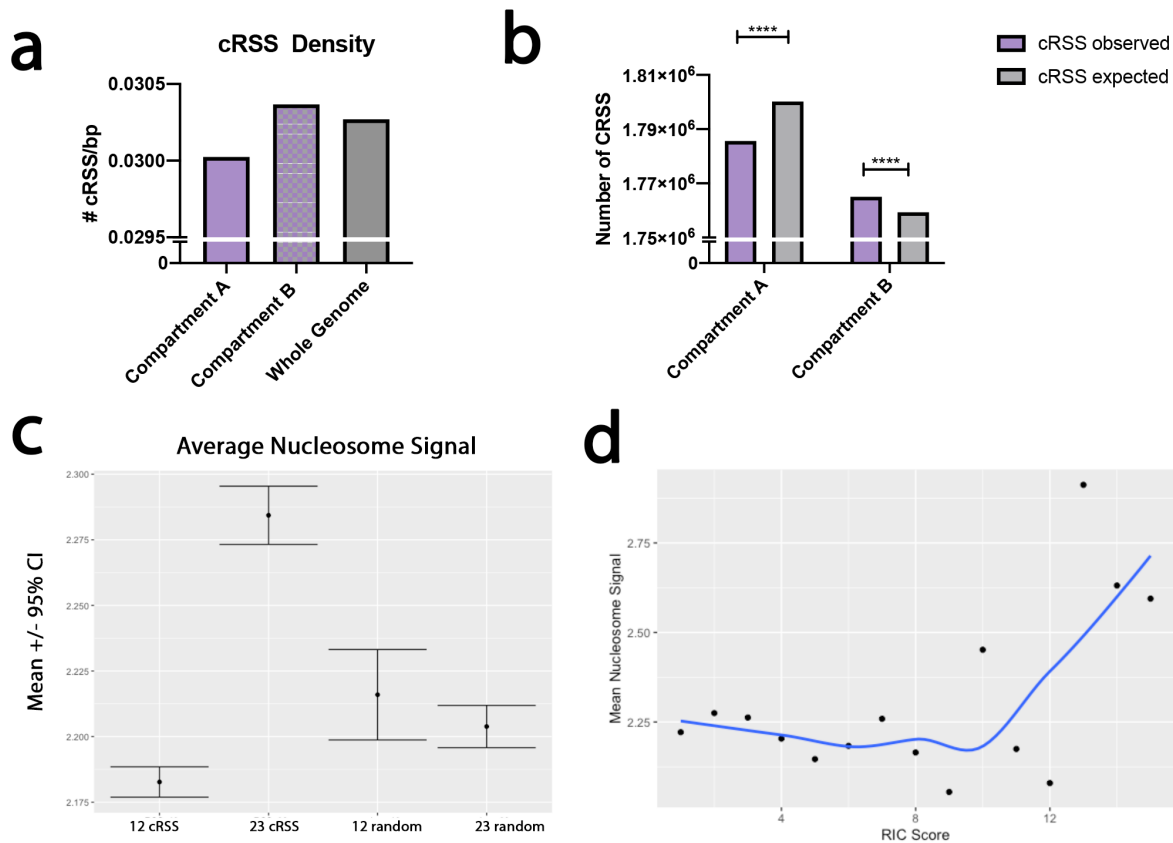 a
cRSS Density
# cRSS/bp
0.0305
0.0300
0.0295
0
Compartment A
Compartment B
Whole Genome
b
****
****
cRSS observed
cRSS expected
Number of CRSS
1.81×10⁶
1.79×10⁶
1.77×10⁶
1.75×10⁶
0
Compartment A
Compartment B
c
Average Nucleosome Signal
Mean +/- 95% CI
2.300
2.275
2.250
2.225
2.200
2.175
12 cRSS
23 cRSS
12 random
23 random
d
Mean Nucleosome Signal
2.75
2.50
2.25
4
8
12
RIC Score